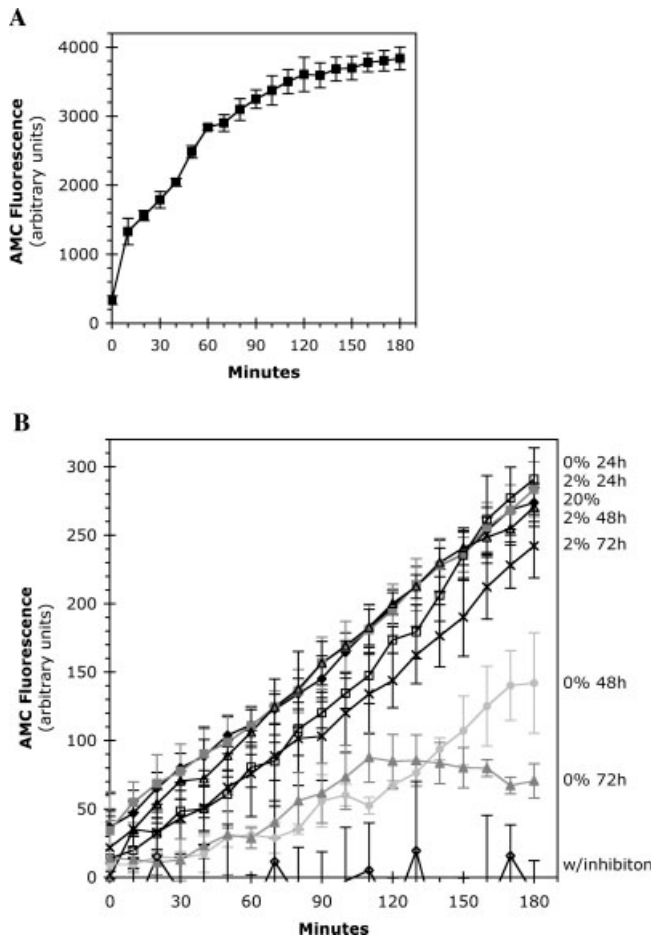 A
4000
3000
2000
1000
0
AMC Fluorescence
(arbitrary units)
0 30 60 90 120 150 180
Minutes
B
300
250
200
150
100
50
0
AMC Fluorescence
(arbitrary units)
0% 24h
2% 24h
20%
2% 48h
2% 72h
0% 48h
0% 72h
w/inhibiton
0 30 60 90 120 150 180
Minutes